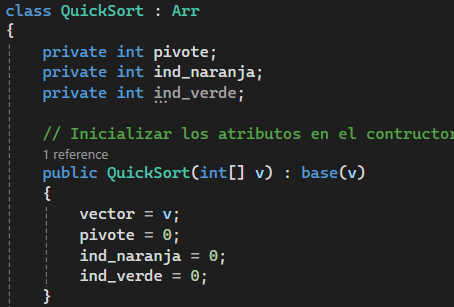 class QuickSort : Arr
{
private int pivote;
private int ind_naranja;
private int ind_verde;
// Inicializar los atributos en el contructor
1 reference
public QuickSort(int[] v) : base(v)
{
vector = v;
pivote = 0;
ind_naranja = 0;
ind_verde = 0;
}